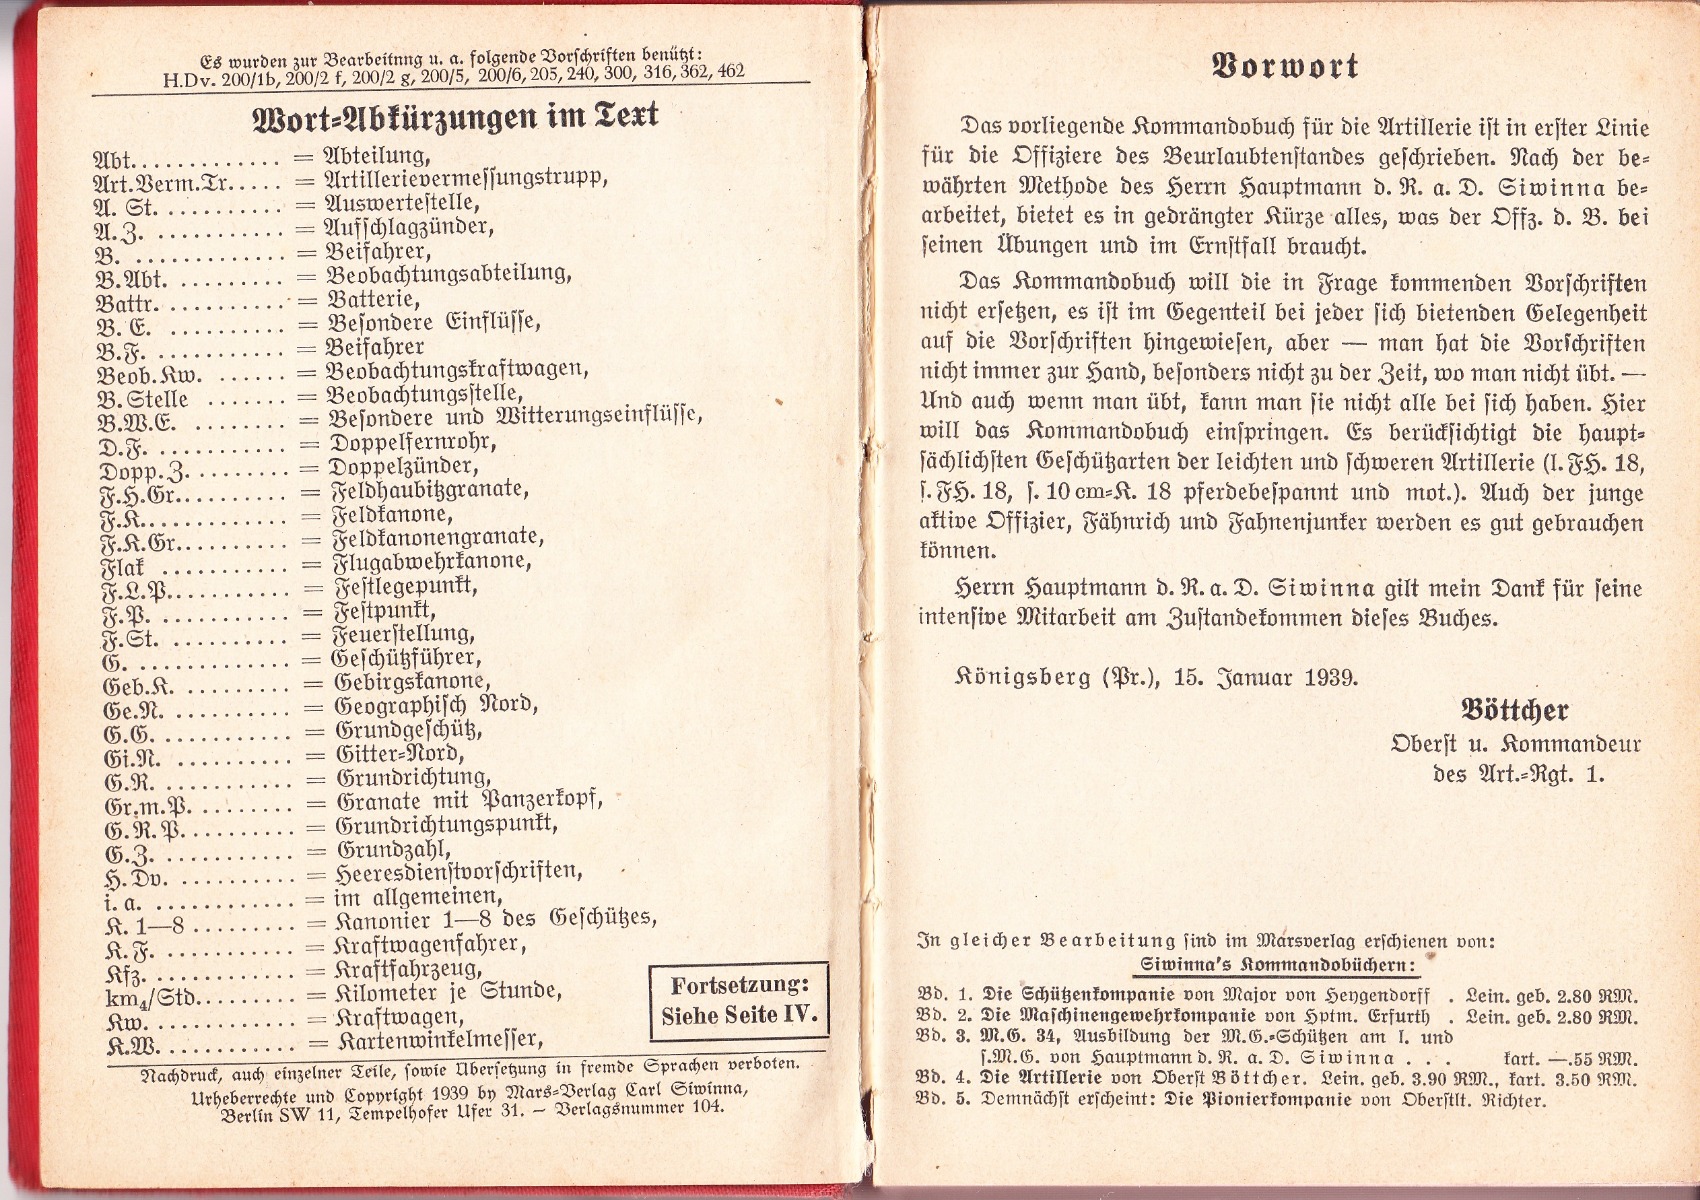 Es wurden zur Bearbeitnng u. a. folgende Vorschriften benützt:
H.Dv. 200/1b, 200/2 f, 200/2 g, 200/5, 200/6, 205, 240, 300, 316, 362, 462
Wort-Abkürzungen im Text
Abt. . . . . . . . . . . . . = Abteilung,
Art.Verm.Tr. . . . . = Artillerievermessungstrupp,
A. St. . . . . . . . . . . = Auswertestelle,
A.Z. . . . . . . . . . . . = Aufschlagzünder,
B. . . . . . . . . . . . . . = Beifahrer,
B.Abt. . . . . . . . . . . = Beobachtungsabteilung,
Battr. . . . . . . . . . . = Batterie,
B. E. . . . . . . . . . . = Besondere Einflüsse,
B.F. . . . . . . . . . . . = Beifahrer
Beob.Kw. . . . . . . = Beobachtungskraftwagen,
B.Stelle . . . . . . . = Beobachtungsstelle,
B.W.E. . . . . . . . . = Besondere und Witterungseinflüsse,
D.F. . . . . . . . . . . . = Doppelfernrohr,
Dopp.Z. . . . . . . . . = Doppelzünder,
F.H.Gr. . . . . . . . . . = Feldhaubitzgranate,
F.K. . . . . . . . . . . . . = Feldkanone,
F.K.Gr. . . . . . . . . . = Feldkanonengranate,
Flak . . . . . . . . . . . = Flugabwehrkanone,
F.L.P. . . . . . . . . . . = Festlegepunkt,
F.P. . . . . . . . . . . . = Festpunkt,
F.St. . . . . . . . . . . . = Feuerstellung,
G. . . . . . . . . . . . . . = Geschützführer,
Geb.K. . . . . . . . . . = Gebirgskanone,
Ge.N. . . . . . . . . . . = Geographisch Nord,
G.G. . . . . . . . . . . . = Grundgeschütz,
Gi.N. . . . . . . . . . . = Gitter-Nord,
G.R. . . . . . . . . . . . = Grundrichtung,
Gr.m.P. . . . . . . . . = Granate mit Panzerkopf,
G.R.P. . . . . . . . . . = Grundrichtungspunkt,
G.Z. . . . . . . . . . . . = Grundzahl,
H.Dv. . . . . . . . . . . = Heeresdienstvorschriften,
i. a. . . . . . . . . . . . . = im allgemeinen,
K. 1—8 . . . . . . . . . = Kanonier 1—8 des Geschützes,
K.F. . . . . . . . . . . . = Kraftwagenfahrer,
Kfz. . . . . . . . . . . . . = Kraftfahrzeug,
km₄/Std. . . . . . . . . = Kilometer je Stunde,
Kw. . . . . . . . . . . . . = Kraftwagen,
K.W. . . . . . . . . . . . = Kartenwinkelmesser,
Fortsetzung:
Siehe Seite IV.
Nachdruck, auch einzelner Teile, sowie Übersetzung in fremde Sprachen verboten.
Urheberrechte und Copyright 1939 by Mars-Verlag Carl Siwinna,
Berlin SW 11, Tempelhofer Ufer 31. – Verlagsnummer 104.
Vorwort
Das vorliegende Kommandobuch für die Artillerie ist in erster Linie
für die Offiziere des Beurlaubtenstandes geschrieben. Nach der be-
währten Methode des Herrn Hauptmann d. R. a. D. Siwinna be-
arbeitet, bietet es in gedrängter Kürze alles, was der Offz. d. B. bei
seinen Übungen und im Ernstfall braucht.
Das Kommandobuch will die in Frage kommenden Vorschriften
nicht ersetzen, es ist im Gegenteil bei jeder sich bietenden Gelegenheit
auf die Vorschriften hingewiesen, aber — man hat die Vorschriften
nicht immer zur Hand, besonders nicht zu der Zeit, wo man nicht übt. —
Und auch wenn man übt, kann man sie nicht alle bei sich haben. Hier
will das Kommandobuch einspringen. Es berücksichtigt die haupt-
sächlichsten Geschützarten der leichten und schweren Artillerie (l. FH. 18,
s. FH. 18, s. 10 cm-K. 18 pferdebespannt und mot.). Auch der junge
aktive Offizier, Fähnrich und Fahnenjunker werden es gut gebrauchen
können.
Herrn Hauptmann d. R. a. D. Siwinna gilt mein Dank für seine
intensive Mitarbeit am Zustandekommen dieses Buches.
Königsberg (Pr.), 15. Januar 1939.
Böttcher
Oberst u. Kommandeur
des Art.-Rgt. 1.
In gleicher Bearbeitung sind im Marsverlag erschienen von:
Siwinna's Kommandobüchern:
Bd. 1. Die Schützenkompanie von Major von Heygendorff . Lein. geb. 2.80 RM.
Bd. 2. Die Maschinengewehrkompanie von Hptm. Erfurth . Lein. geb. 2.80 RM.
Bd. 3. M.G. 34, Ausbildung der M.G.-Schützen am l. und
s.M.G. von Hauptmann d. R. a. D. Siwinna . . . kart. —.55 RM.
Bd. 4. Die Artillerie von Oberst Böttcher. Lein. geb. 3.90 RM., kart. 3.50 RM.
Bd. 5. Demnächst erscheint: Die Pionierkompanie von Oberstlt. Richter.